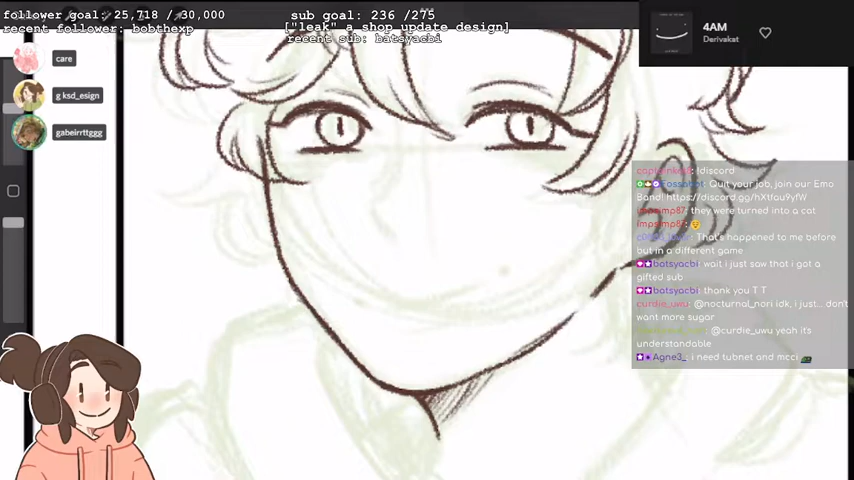 follower goal: 25,718 / 30,000
recent follower: bobthexp
sub goal: 236 /275
["leak" a shop update design]
recent sub: batsyacbi
4AM
Derivakat
care
g ksd_esign
gabeirrttggg
!discord
Fossabot: Quit your job, join our Emo
Band! https://discord.gg/hXtfau9yfW
impsimp87: they were turned into a cat
impsimp87:
That's happened to me before
but in a different game
batsyacbi: wait i just saw that i got a
gifted sub
batsyacbi: thank you T T
curdie_uwu: @nocturnal_nori idk, i just... don't
want more sugar
@curdie_uwu yeah its
understandable
Agne3_: i need tubnet and mcci